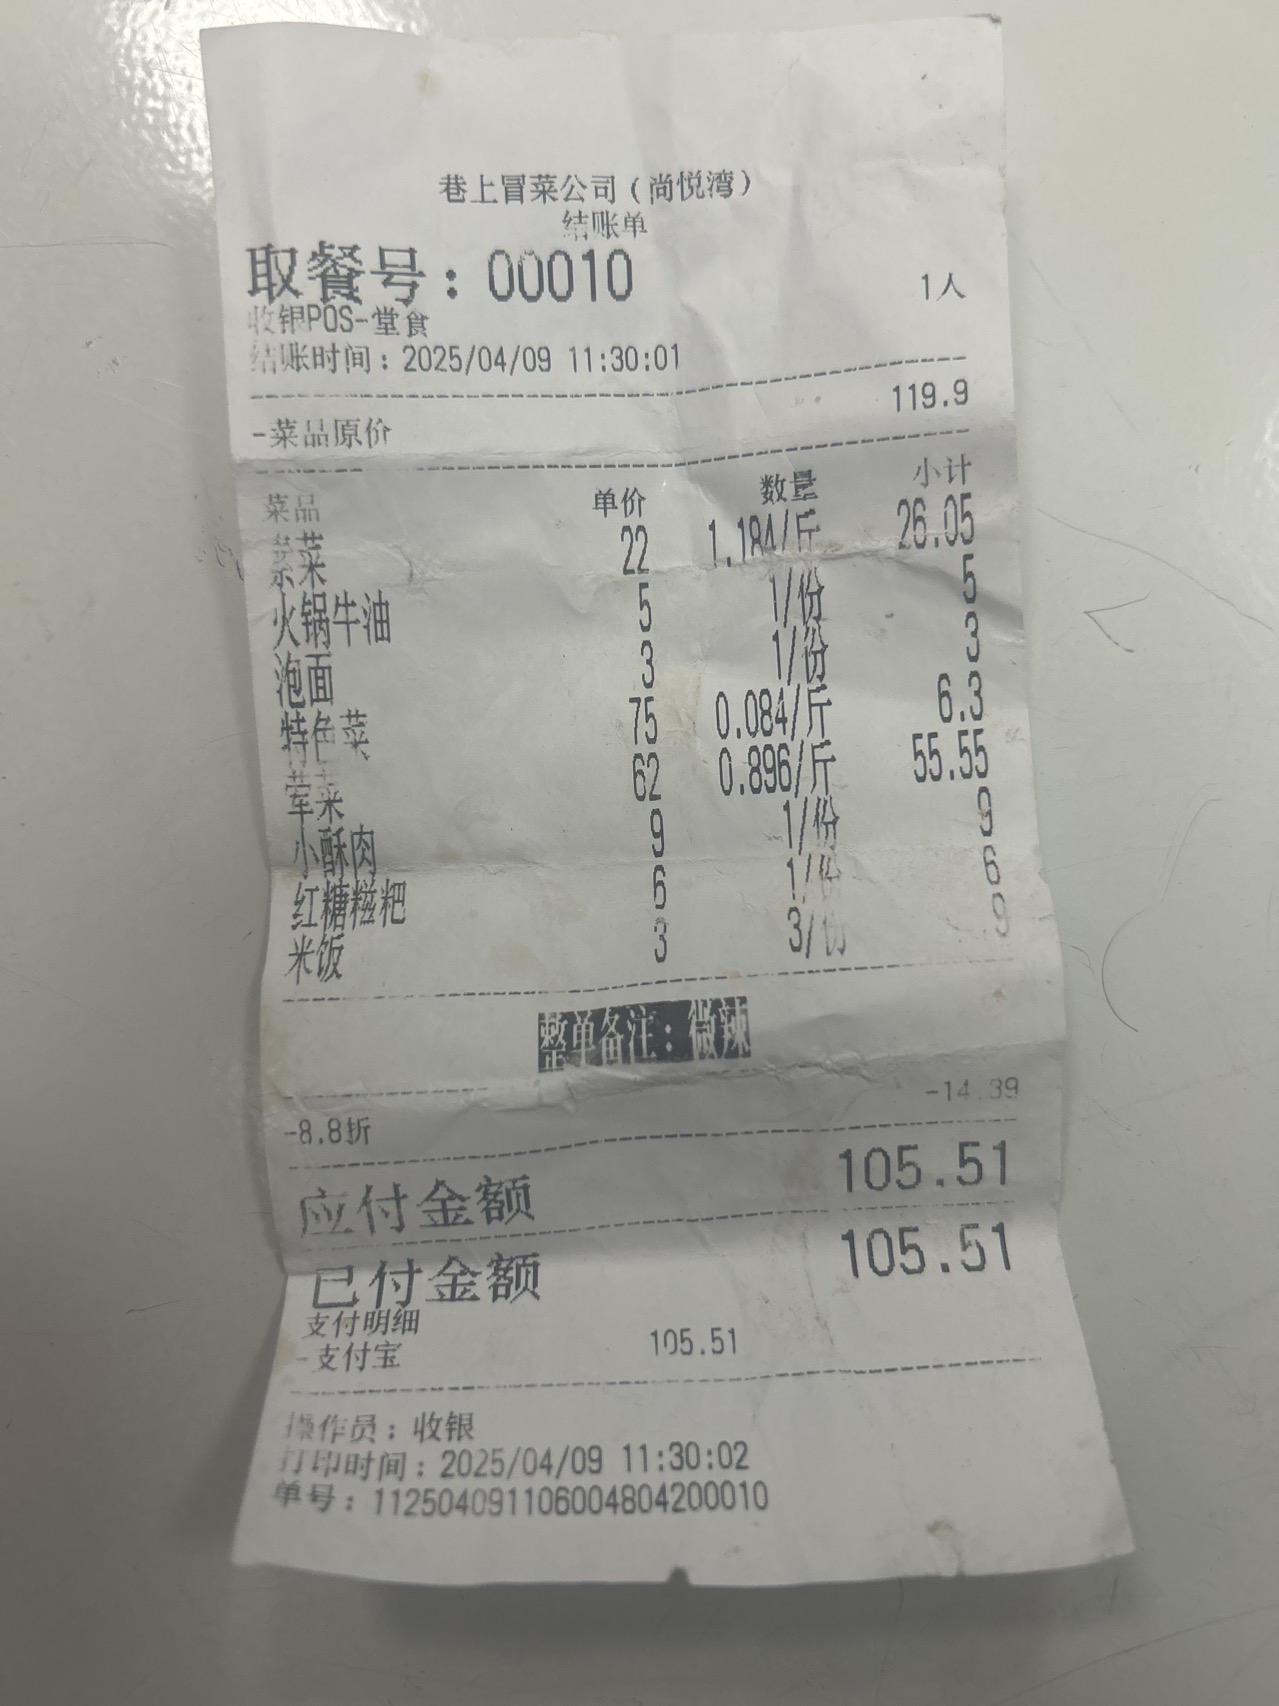 巷上冒菜公司(尚悦湾)
结账单
取餐号:00010 1人
收银POS-堂食
结账时间:2025/04/09 11:30:01
-菜品原价 119.9
菜品 单价 数量 小计
素菜 22 1.184/斤 26.05
火锅牛油 5 1/份 5
泡面 3 1/份 3
特色菜 75 0.084/斤 6.3
荤菜 62 0.896/斤 55.55
小酥肉 9 1/份 9
红糖糍粑 6 1/份 6
米饭 3 3/份 9
整单备注:微辣
-8.8折 -14.39
应付金额 105.51
已付金额 105.51
支付明细
-支付宝 105.51
操作员:收银
打印时间:2025/04/09 11:30:02
单号:112504091106004804200010